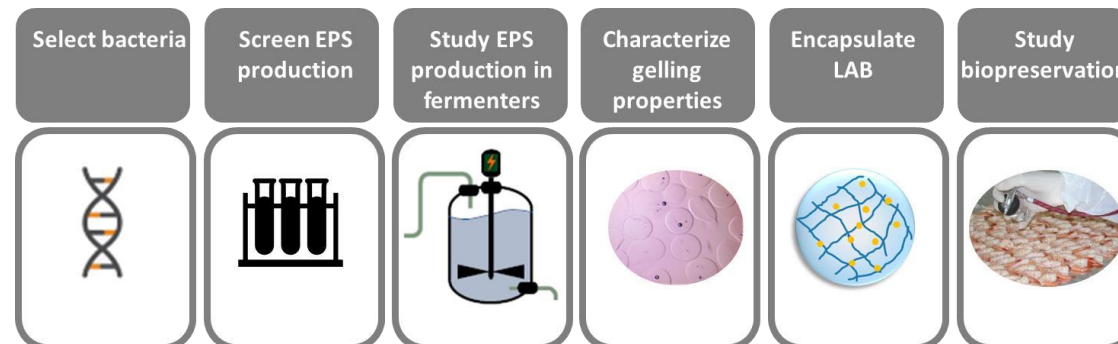 Select bacteria
Screen EPS
production
Study EPS
production in
fermenters
Characterize
gelling
properties
Encapsulate
LAB
Study
biopreservation